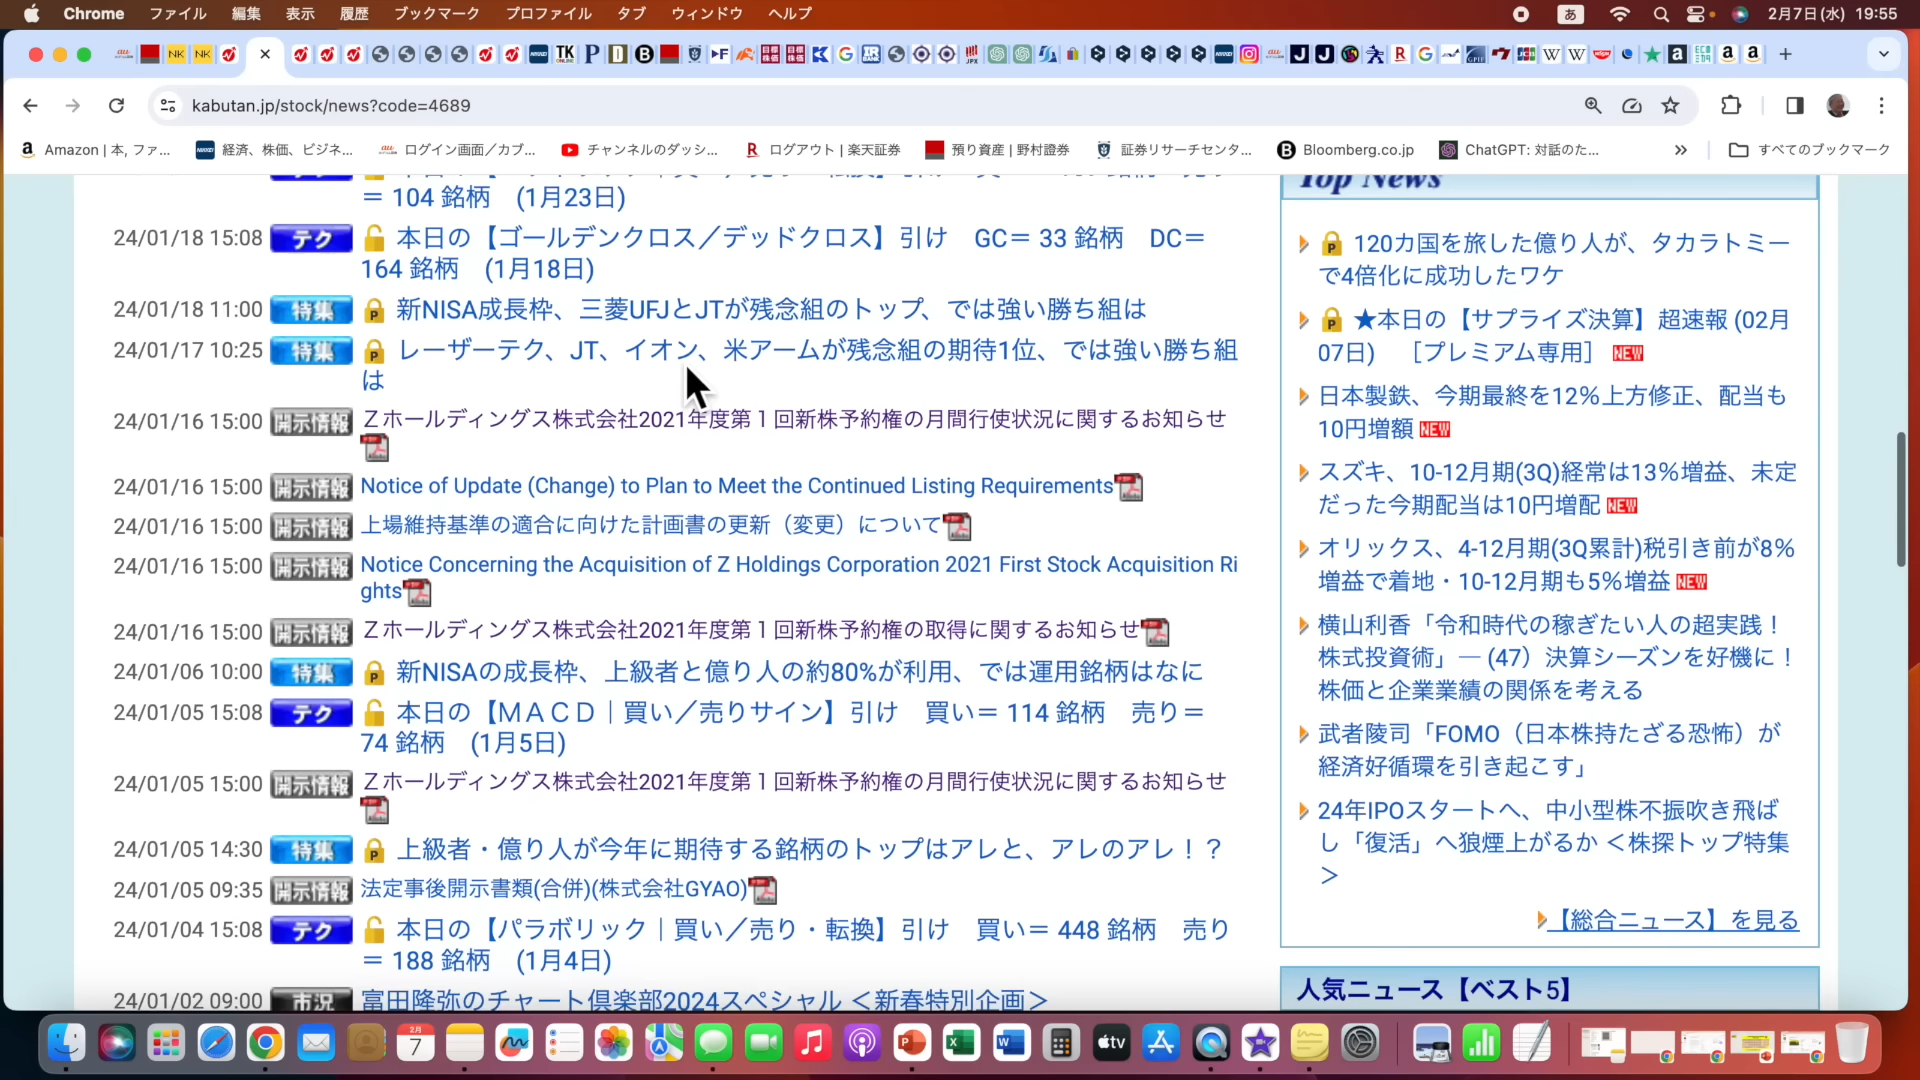 Chrome ファイル 編集 表示 履歴 ブックマーク プロファイル タブ ウィンドウ ヘルプ あ 2月7日(水) 19:55
kabutan.jp/stock/news?code=4689
Amazon | 本, ファ... 経済、株価、ビジネ... ログイン画面／カブ... チャンネルのダッシ... ログアウト | 楽天証券 預り資産 | 野村證券 証券リサーチセンタ... Bloomberg.co.jp ChatGPT: 対話のた... » すべてのブックマーク
＝ 104 銘柄　(1月23日)
24/01/18 15:08 テク 本日の【ゴールデンクロス／デッドクロス】引け　GC＝ 33 銘柄　DC＝
164 銘柄　(1月18日)
24/01/18 11:00 特集 新NISA成長枠、三菱UFJとJTが残念組のトップ、では強い勝ち組は
24/01/17 10:25 特集 レーザーテク、JT、イオン、米アームが残念組の期待1位、では強い勝ち組
は
24/01/16 15:00 開示情報 Ｚホールディングス株式会社2021年度第１回新株予約権の月間行使状況に関するお知らせ
24/01/16 15:00 開示情報 Notice of Update (Change) to Plan to Meet the Continued Listing Requirements
24/01/16 15:00 開示情報 上場維持基準の適合に向けた計画書の更新（変更）について
24/01/16 15:00 開示情報 Notice Concerning the Acquisition of Z Holdings Corporation 2021 First Stock Acquisition Ri
ghts
24/01/16 15:00 開示情報 Ｚホールディングス株式会社2021年度第１回新株予約権の取得に関するお知らせ
24/01/06 10:00 特集 新NISAの成長枠、上級者と億り人の約80%が利用、では運用銘柄はなに
24/01/05 15:08 テク 本日の【ＭＡＣＤ｜買い／売りサイン】引け　買い＝ 114 銘柄　売り＝
74 銘柄　(1月5日)
24/01/05 15:00 開示情報 Ｚホールディングス株式会社2021年度第１回新株予約権の月間行使状況に関するお知らせ
24/01/05 14:30 特集 上級者・億り人が今年に期待する銘柄のトップはアレと、アレのアレ！？
24/01/05 09:35 開示情報 法定事後開示書類(合併)(株式会社GYAO)
24/01/04 15:08 テク 本日の【パラボリック｜買い／売り・転換】引け　買い＝ 448 銘柄　売り
＝ 188 銘柄　(1月4日)
24/01/02 09:00 市況 富田隆弥のチャート倶楽部2024スペシャル ＜新春特別企画＞
Top News
120カ国を旅した億り人が、タカラトミー
で4倍化に成功したワケ
★本日の【サプライズ決算】超速報 (02月
07日)　［プレミアム専用］ NEW
日本製鉄、今期最終を12%上方修正、配当も
10円増額 NEW
スズキ、10-12月期(3Q)経常は13%増益、未定
だった今期配当は10円増配 NEW
オリックス、4-12月期(3Q累計)税引き前が8%
増益で着地・10-12月期も5%増益 NEW
横山利香「令和時代の稼ぎたい人の超実践！
株式投資術」― (47）決算シーズンを好機に！
株価と企業業績の関係を考える
武者陵司「FOMO（日本株持たざる恐怖）が
経済好循環を引き起こす」
24年IPOスタートへ、中小型株不振吹き飛ば
し「復活」へ狼煙上がるか ＜株探トップ特集
＞
【総合ニュース】を見る
人気ニュース【ベスト5】
2月
7
tv